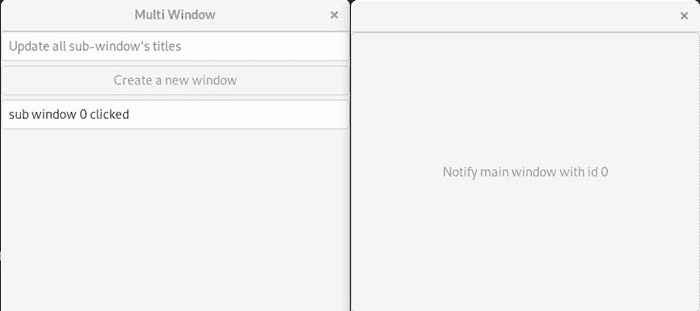 Multi Window
Update all sub-window's titles
Create a new window
sub window 0 clicked
Notify main window with id 0